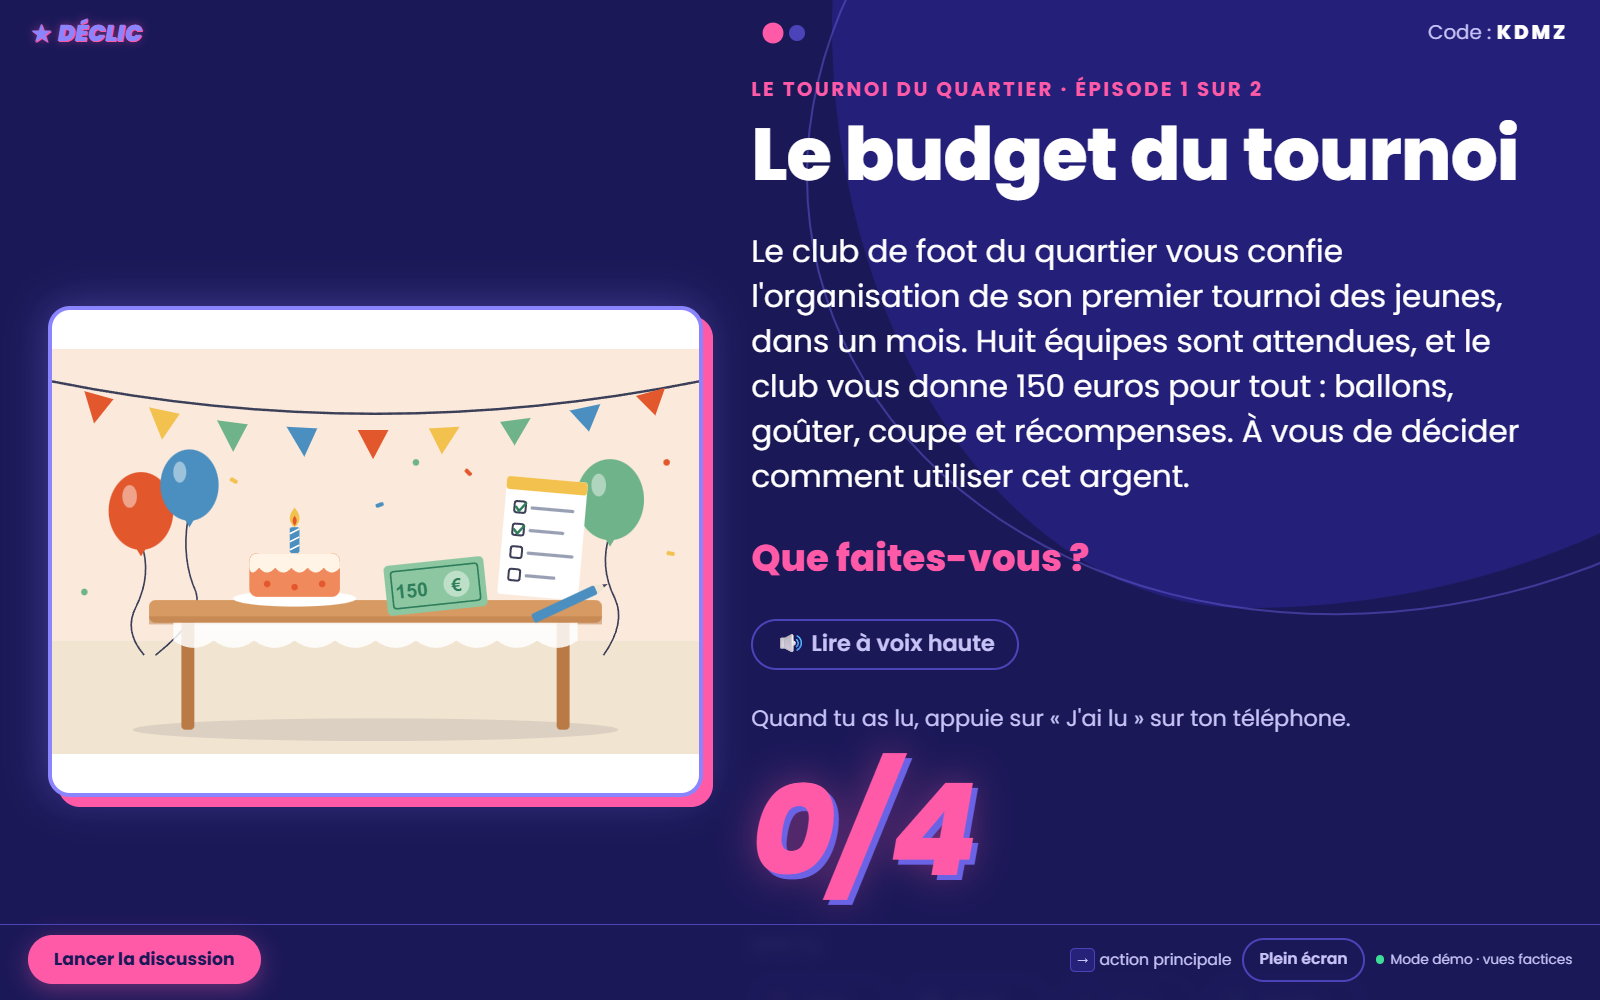 ★ DÉCLIC
Code : KDMZ
LE TOURNOI DU QUARTIER · ÉPISODE 1 SUR 2
Le budget du tournoi
Le club de foot du quartier vous confie
l'organisation de son premier tournoi des jeunes,
dans un mois. Huit équipes sont attendues, et le
club vous donne 150 euros pour tout : ballons,
goûter, coupe et récompenses. À vous de décider
comment utiliser cet argent.
150 €
Que faites-vous ?
Lire à voix haute
Quand tu as lu, appuie sur « J'ai lu » sur ton téléphone.
0/4
Lancer la discussion
→ action principale
Plein écran
Mode démo · vues factices